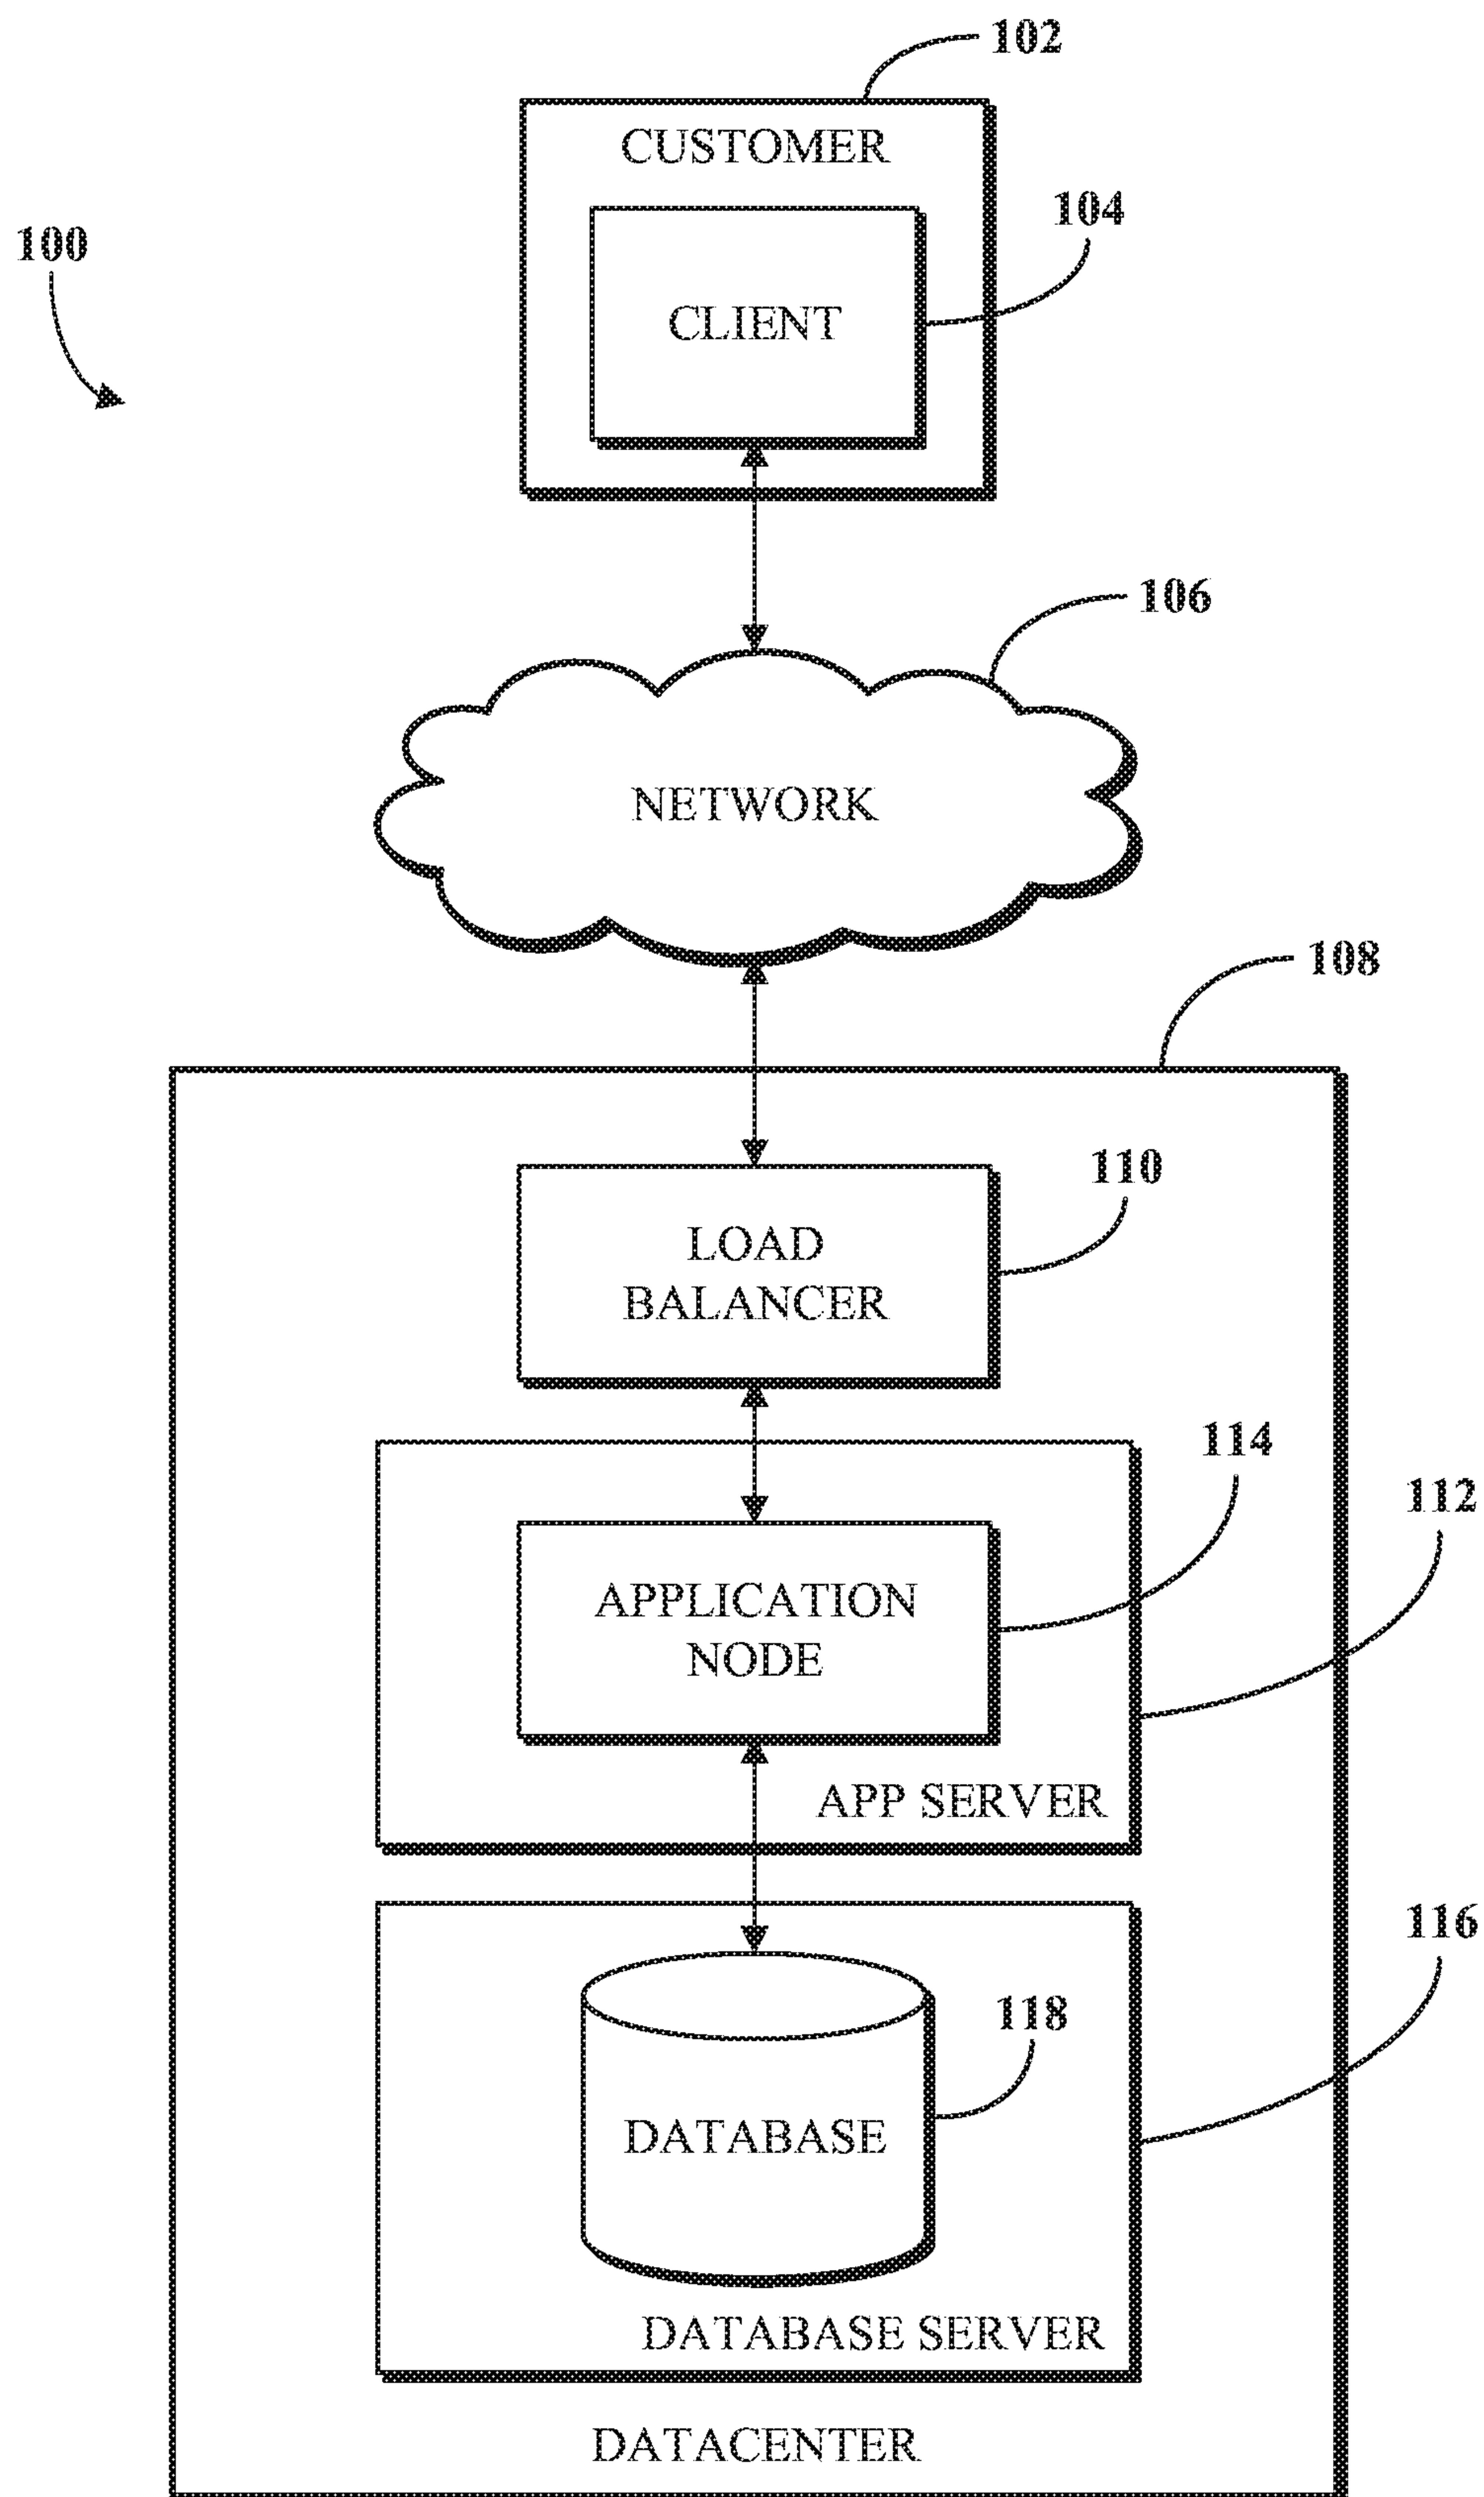 102
CUSTOMER
104
100
CLIENT
106
NETWORK
108
110
LOAD
BALANCER
114
112
APPLICATION
NODE
APP SERVER
116
118
DATABASE
DATABASE SERVER
DATACENTER